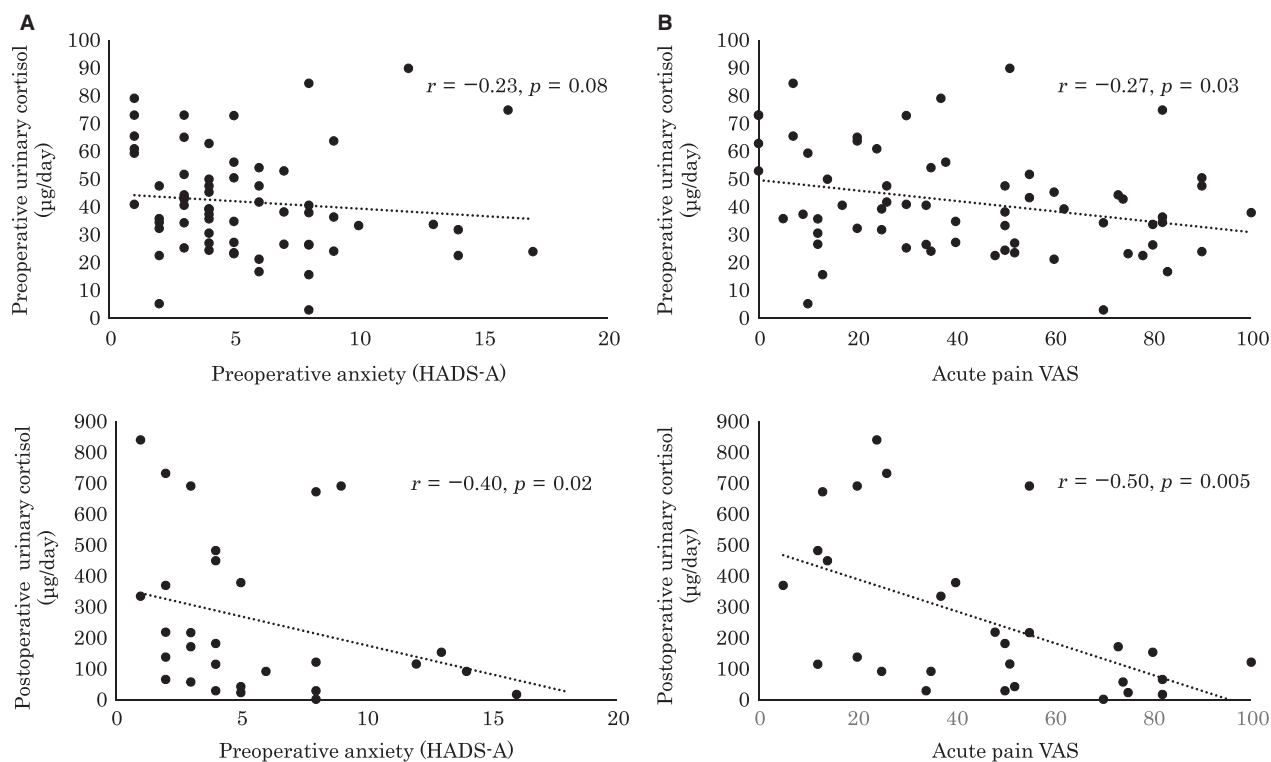 A
Preoperative urinary cortisol
(µg/day)
100
90
80
70
60
50
40
30
20
10
0
r = −0.23, p = 0.08
0 5 10 15 20
Preoperative anxiety (HADS-A)
B
Preoperative urinary cortisol
(µg/day)
100
90
80
70
60
50
40
30
20
10
0
r = −0.27, p = 0.03
0 20 40 60 80 100
Acute pain VAS
Postoperative urinary cortisol
(µg/day)
900
800
700
600
500
400
300
200
100
0
r = −0.40, p = 0.02
0 5 10 15 20
Preoperative anxiety (HADS-A)
Postoperative urinary cortisol
(µg/day)
900
800
700
600
500
400
300
200
100
0
r = −0.50, p = 0.005
0 20 40 60 80 100
Acute pain VAS